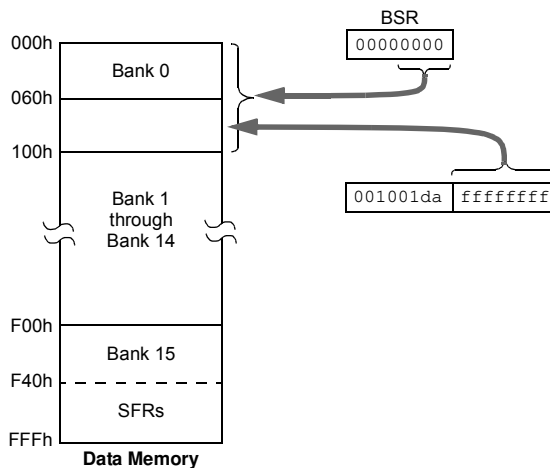 BSR
000h
00000000
Bank 0
060h
100h
001001da ffffffff
Bank 1
through
Bank 14
F00h
Bank 15
F40h
SFRs
FFFh
Data Memory